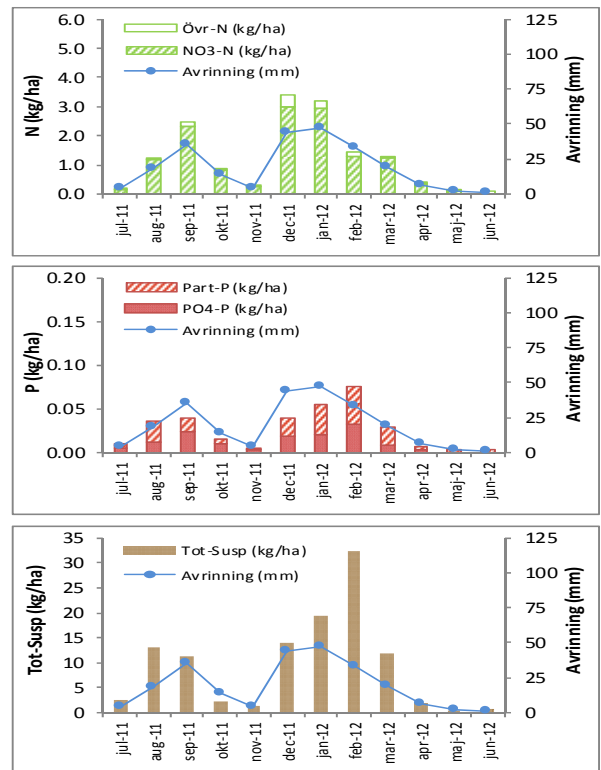 6.0
5.0
4.0
3.0
2.0
1.0
0.0
N (kg/ha)
Övr-N (kg/ha)
NO3-N (kg/ha)
Avrinning (mm)
125
100
75
50
25
0
Avrinning (mm)
jul-11 aug-11 sep-11 okt-11 nov-11 dec-11 jan-12 feb-12 mar-12 apr-12 maj-12 jun-12
0.20
0.15
0.10
0.05
0.00
P (kg/ha)
Part-P (kg/ha)
PO4-P (kg/ha)
Avrinning (mm)
125
100
75
50
25
0
Avrinning (mm)
jul-11 aug-11 sep-11 okt-11 nov-11 dec-11 jan-12 feb-12 mar-12 apr-12 maj-12 jun-12
35
30
25
20
15
10
5
0
Tot-Susp (kg/ha)
Tot-Susp (kg/ha)
Avrinning (mm)
125
100
75
50
25
0
Avrinning (mm)
jul-11 aug-11 sep-11 okt-11 nov-11 dec-11 jan-12 feb-12 mar-12 apr-12 maj-12 jun-12